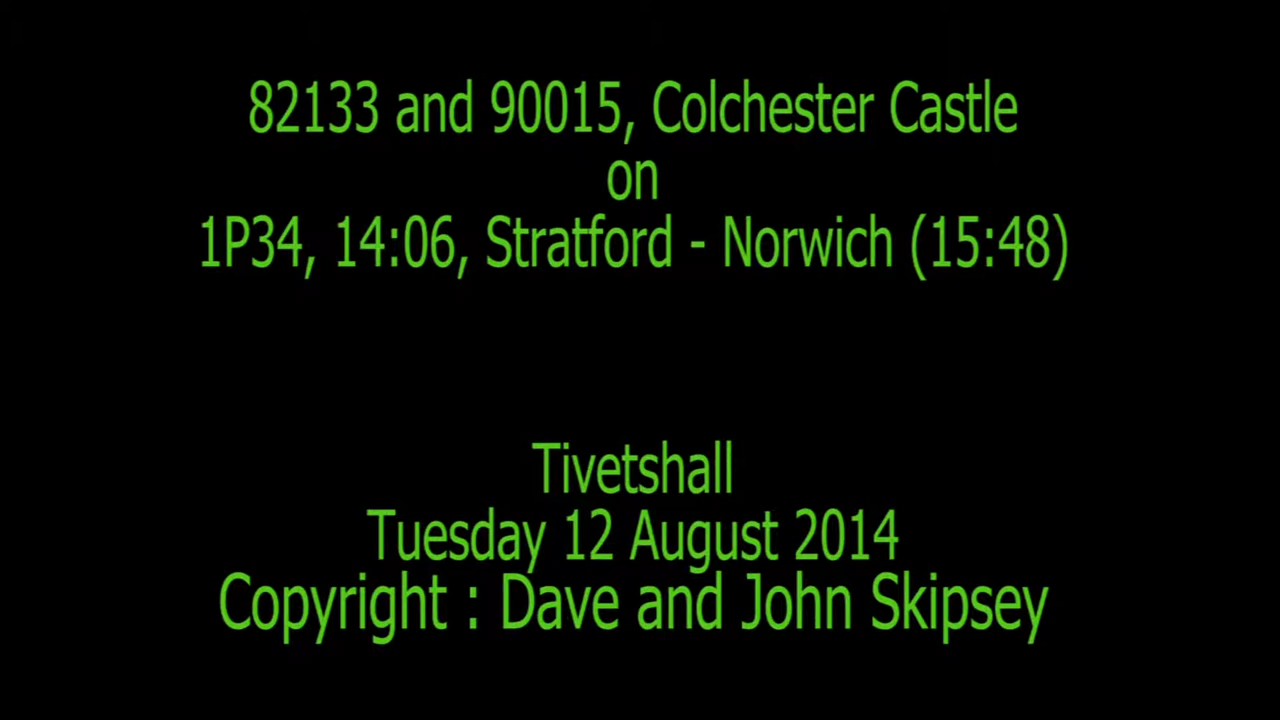 82133 and 90015, Colchester Castle
on
1P34, 14:06, Stratford - Norwich (15:48)
Tivetshall
Tuesday 12 August 2014
Copyright : Dave and John Skipsey